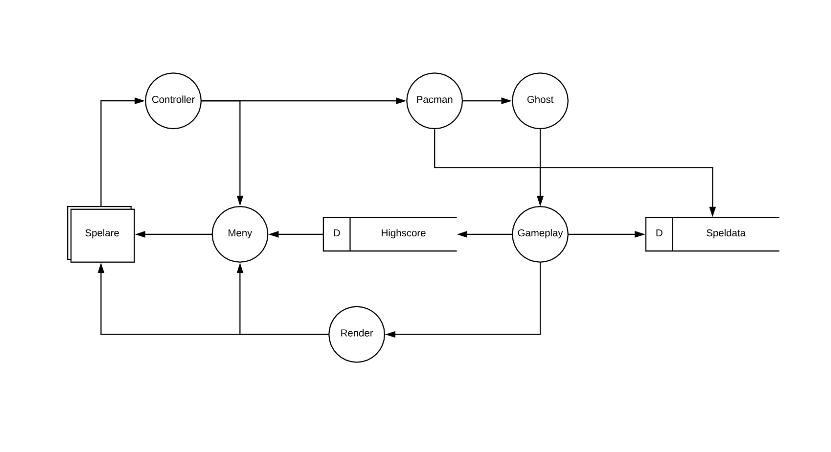 Controller
Pacman
Ghost
Spelare
Meny
D
Highscore
Gameplay
D
Speldata
Render